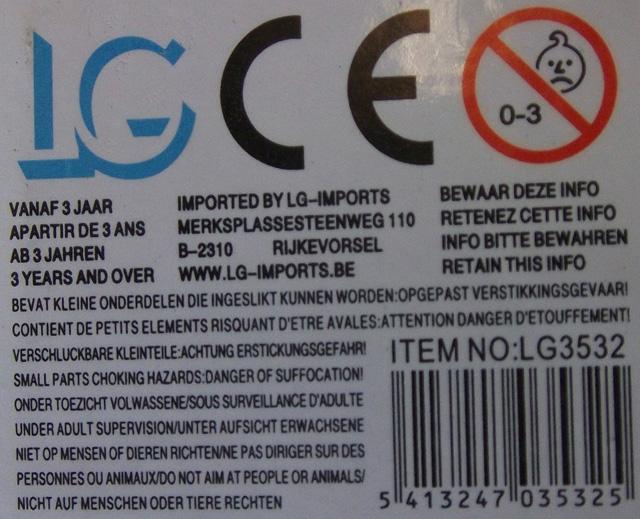 LG CE
0-3
VANAF 3 JAAR
APARTIR DE 3 ANS
AB 3 JAHREN
3 YEARS AND OVER
IMPORTED BY LG-IMPORTS
MERKSPLASSESTEENWEG 110
B-2310 RIJKEVORSEL
WWW.LG-IMPORTS.BE
BEWAAR DEZE INFO
RETENEZ CETTE INFO
INFO BITTE BEWAHREN
RETAIN THIS INFO
BEVAT KLEINE ONDERDELEN DIE INGESLIKT KUNNEN WORDEN:OPGEPAST VERSTIKKINGSGEVAAR!
CONTIENT DE PETITS ELEMENTS RISQUANT D'ETRE AVALES:ATTENTION DANGER D'ETOUFFEMENT!
VERSCHLUCKBARE KLEINTEILE:ACHTUNG ERSTICKUNGSGEFAHR!
SMALL PARTS CHOKING HAZARDS:DANGER OF SUFFOCATION!
ONDER TOEZICHT VOLWASSENE/SOUS SURVEILLANCE D'ADULTE
UNDER ADULT SUPERVISION/UNTER AUFSICHT ERWACHSENE
NIET OP MENSEN OF DIEREN RICHTEN/NE PAS DIRIGER SUR DES
PERSONNES OU ANIMAUX/DO NOT AIM AT PEOPLE OR ANIMALS/
NICHT AUF MENSCHEN ODER TIERE RECHTEN
ITEM NO:LG3532
5 413247 035325